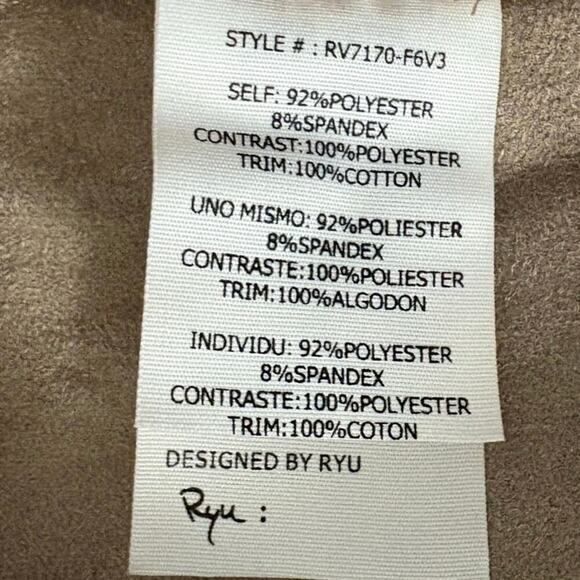 STYLE # : RV7170-F6V3
SELF: 92%POLYESTER
8%SPANDEX
CONTRAST:100%POLYESTER
TRIM:100%COTTON
UNO MISMO: 92%POLIESTER
8%SPANDEX
CONTRASTE:100%POLIESTER
TRIM:100%ALGODON
INDIVIDU: 92%POLYESTER
8%SPANDEX
CONTRASTE:100%POLYESTER
TRIM:100%COTON
DESIGNED BY RYU
Ryu :